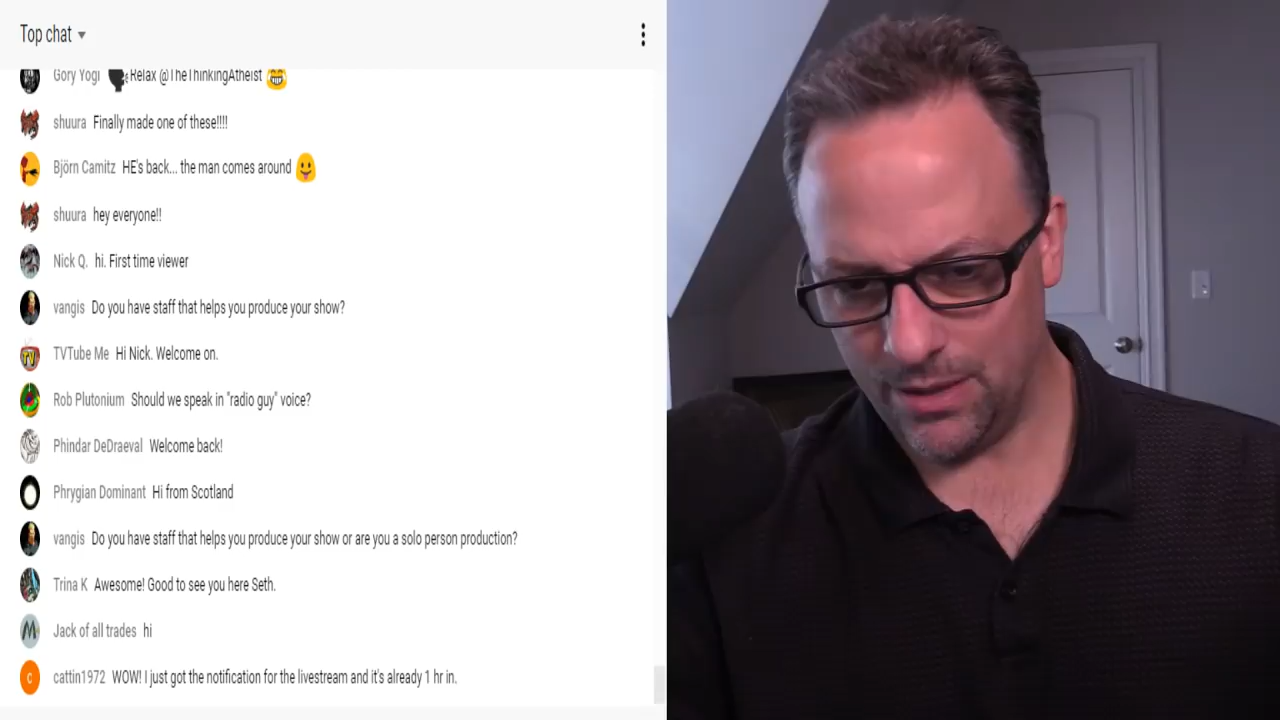 Top chat
Gory Yogi Relax @TheThinkingAtheist
shuura Finally made one of these!!!!
Björn Camitz HE's back... the man comes around
shuura hey everyone!!
Nick Q. hi. First time viewer
vangis Do you have staff that helps you produce your show?
TVTube Me Hi Nick. Welcome on.
Rob Plutonium Should we speak in "radio guy" voice?
Phindar DeDraeval Welcome back!
Phrygian Dominant Hi from Scotland
vangis Do you have staff that helps you produce your show or are you a solo person production?
Trina K Awesome! Good to see you here Seth.
Jack of all trades hi
c cattin1972 WOW! I just got the notification for the livestream and it's already 1 hr in.